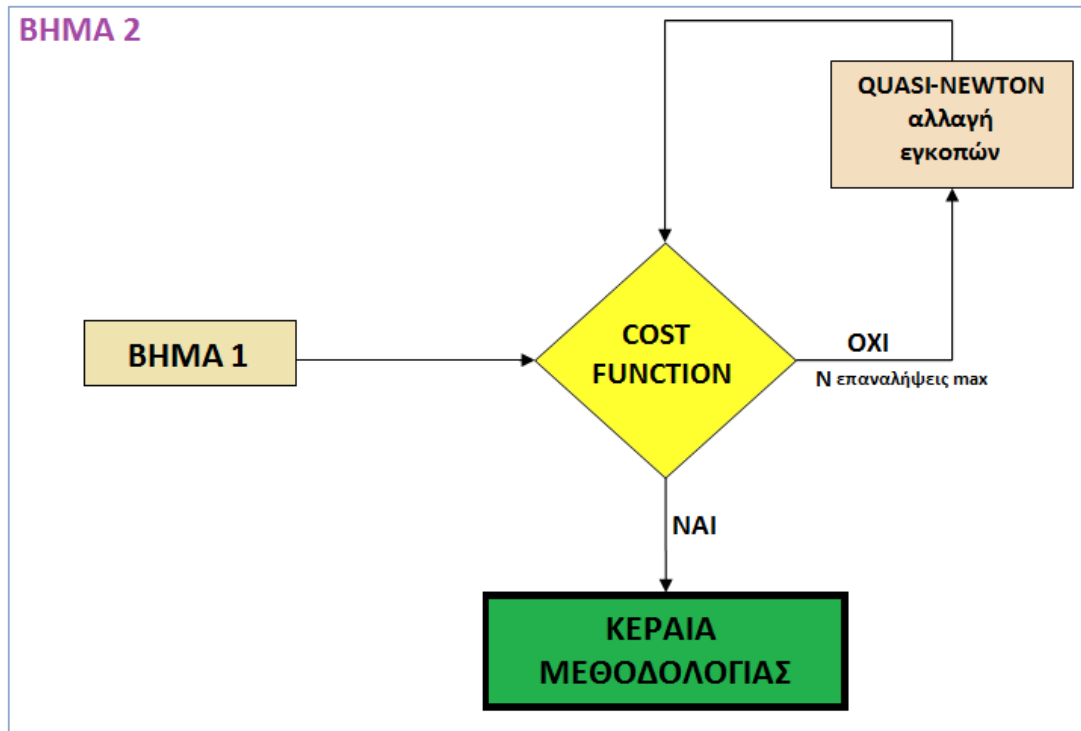 ΒΗΜΑ 2
QUASI-NEWTON
αλλαγή
εγκοπών
ΒΗΜΑ 1
COST
FUNCTION
ΟΧΙ
Ν επαναλήψεις max
ΝΑΙ
ΚΕΡΑΙΑ
ΜΕΘΟΔΟΛΟΓΙΑΣ